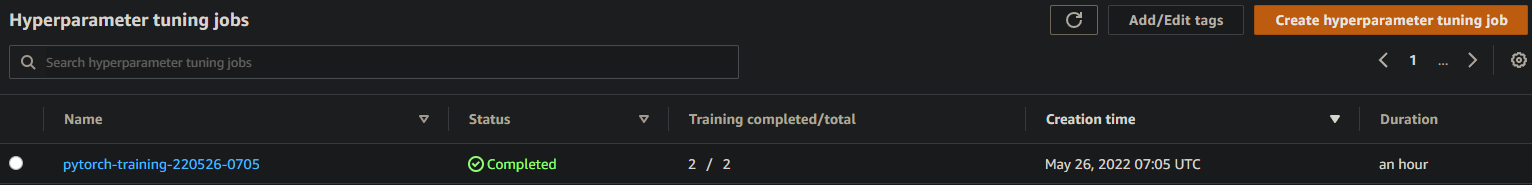 Hyperparameter tuning jobs
Add/Edit tags
Create hyperparameter tuning job
Search hyperparameter tuning jobs
1 ...
Name Status Training completed/total Creation time Duration
pytorch-training-220526-0705 Completed 2 / 2 May 26, 2022 07:05 UTC an hour